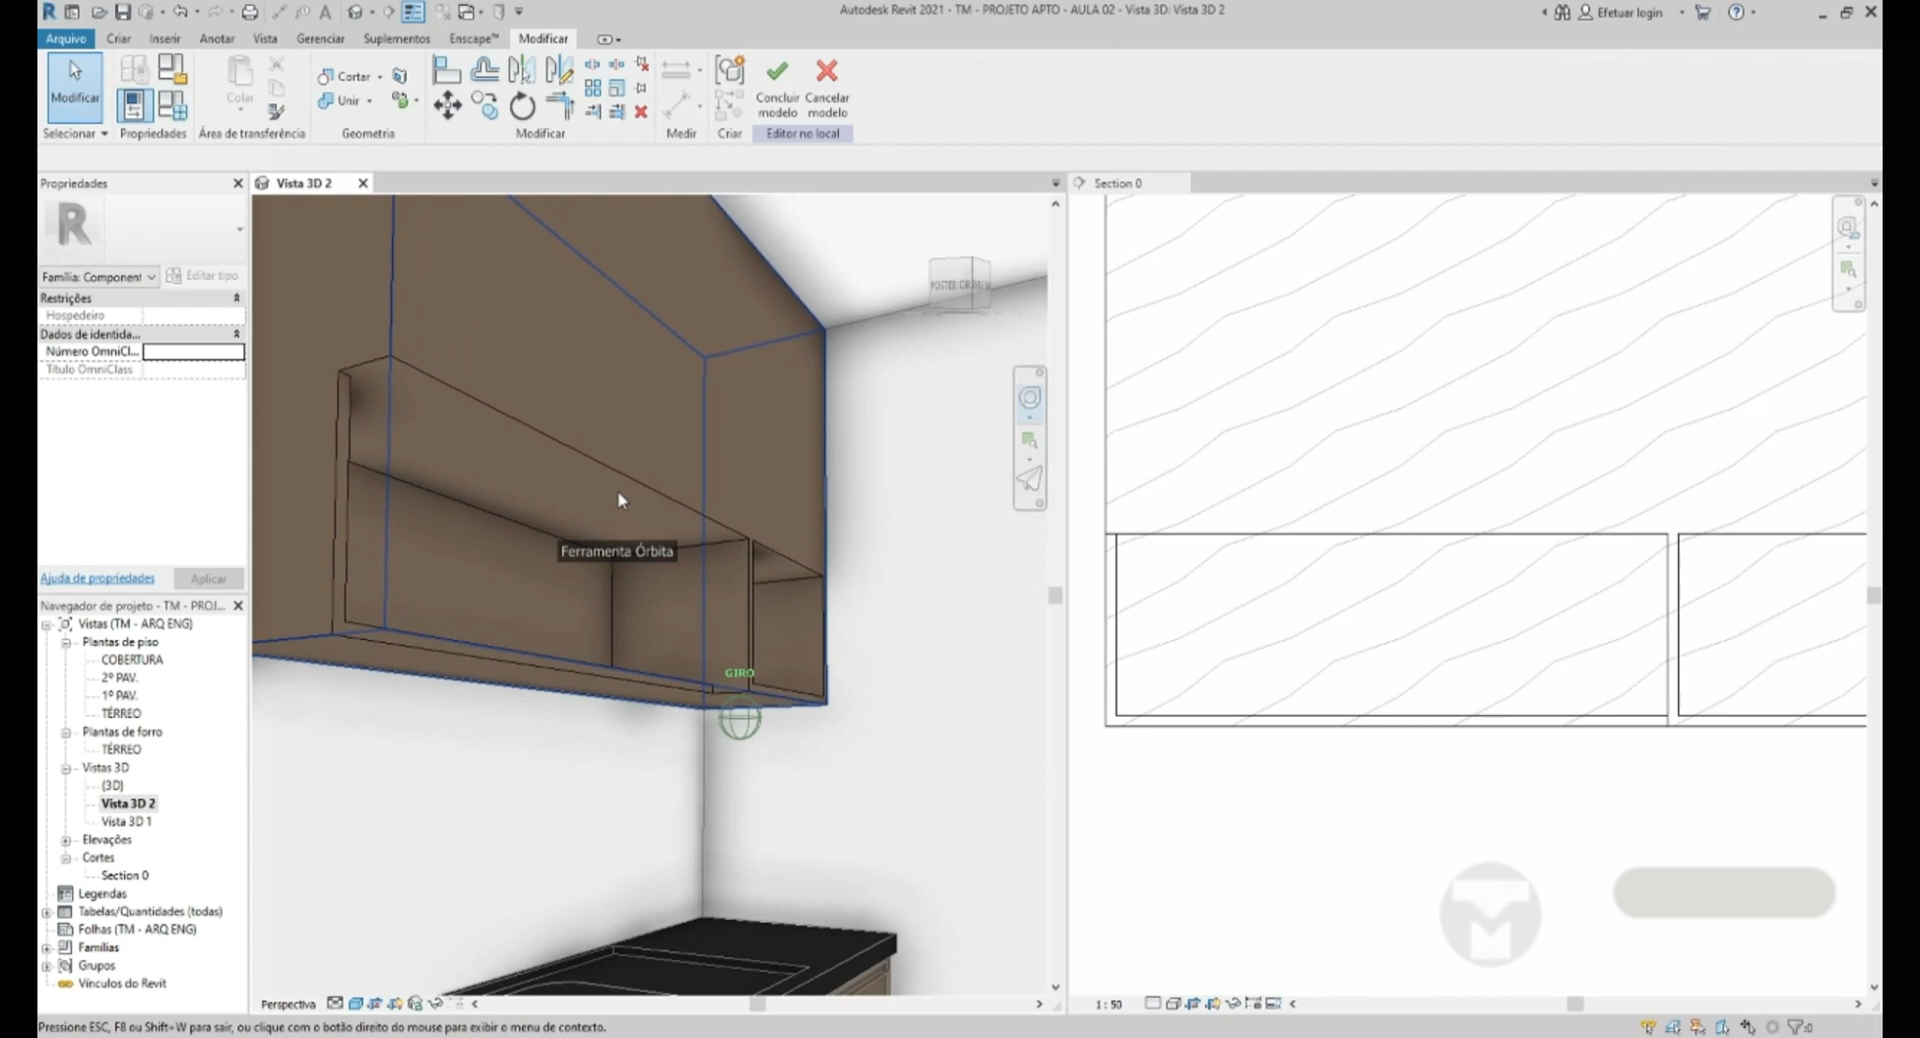 Autodesk Revit 2021 - TM - PROJETO APTO - AULA 02 - Vista 3D: Vista 3D 2
Efetuar login
Arquivo Criar Inserir Anotar Vista Gerenciar Suplementos Enscape™ Modificar
Modificar
Colar
Cortar
Unir
Concluir modelo
Cancelar modelo
Selecionar Propriedades Área de transferência Geometria Modificar Medir Criar Editor no local
Propriedades
Vista 3D 2
Section 0
Família: Component
Editar tipo
Restrições
Hospedeiro
Dados de identida...
Número OmniCl...
Título OmniClass
Ajuda de propriedades
Aplicar
Navegador de projeto - TM - PROJ...
Vistas (TM - ARQ ENG)
Plantas de piso
COBERTURA
2º PAV.
1º PAV.
TÉRREO
Plantas de forro
TÉRREO
Vistas 3D
(3D)
Vista 3D 2
Vista 3D 1
Elevações
Cortes
Section 0
Legendas
Tabelas/Quantidades (todas)
Folhas (TM - ARQ ENG)
Famílias
Grupos
Vínculos do Revit
Ferramenta Órbita
GIRO
Perspectiva
1 : 50
Pressione ESC, F8 ou Shift+W para sair, ou clique com o botão direito do mouse para exibir o menu de contexto.
:0